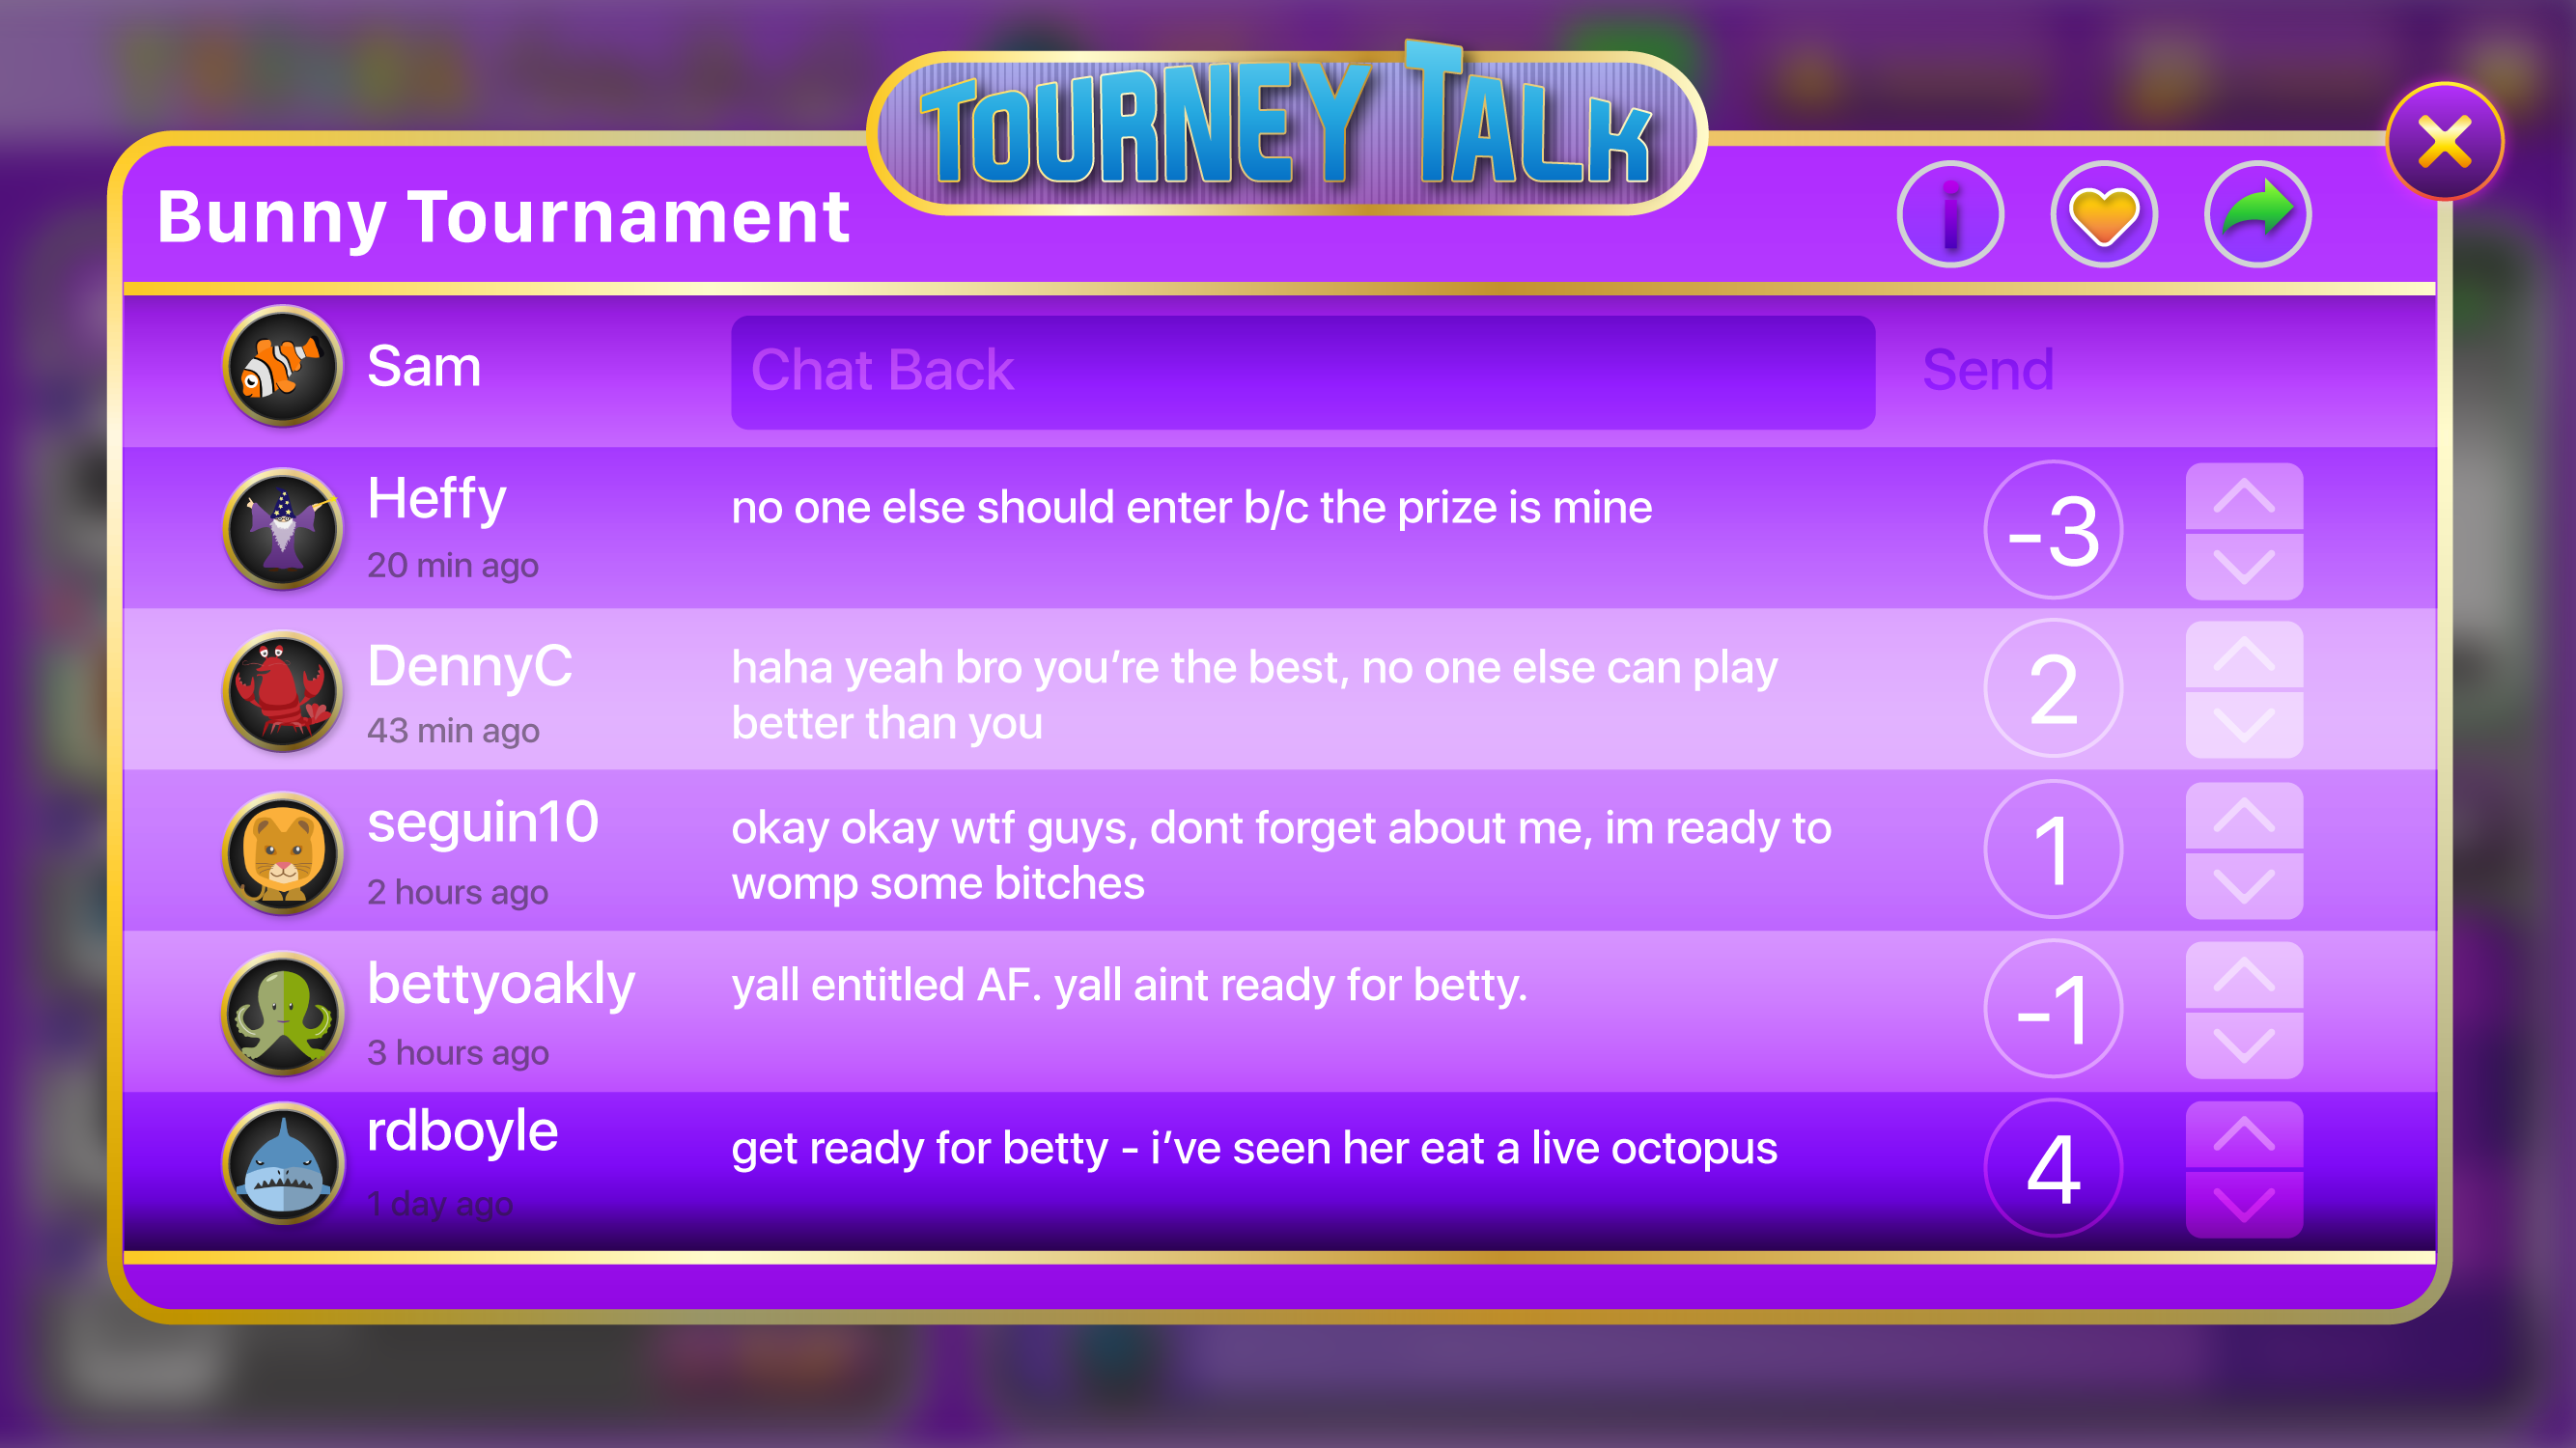 TOURNEY TALK
Bunny Tournament
i
Sam
Chat Back
Send
Heffy
20 min ago
no one else should enter b/c the prize is mine
-3
DennyC
43 min ago
haha yeah bro you’re the best, no one else can play
better than you
2
seguin10
2 hours ago
okay okay wtf guys, dont forget about me, im ready to
womp some bitches
1
bettyoakly
3 hours ago
yall entitled AF. yall aint ready for betty.
-1
rdboyle
1 day ago
get ready for betty - i’ve seen her eat a live octopus
4